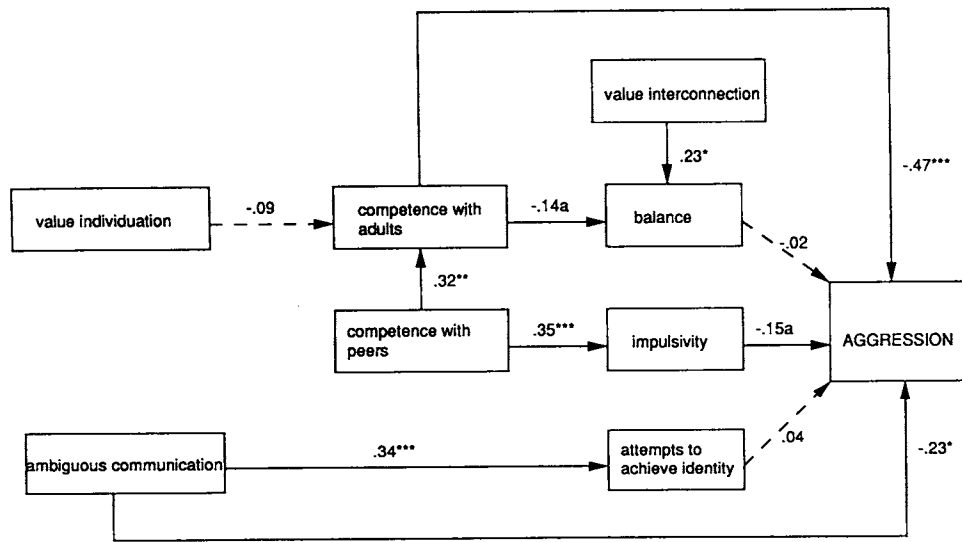 value interconnection
.23*
-.47***
value individuation
-.09
competence with
adults
-.14a
balance
-.02
.32**
competence with
peers
.35***
impulsivity
-.15a
AGGRESSION
ambiguous communication
.34***
attempts to
achieve identity
.04
-.23*